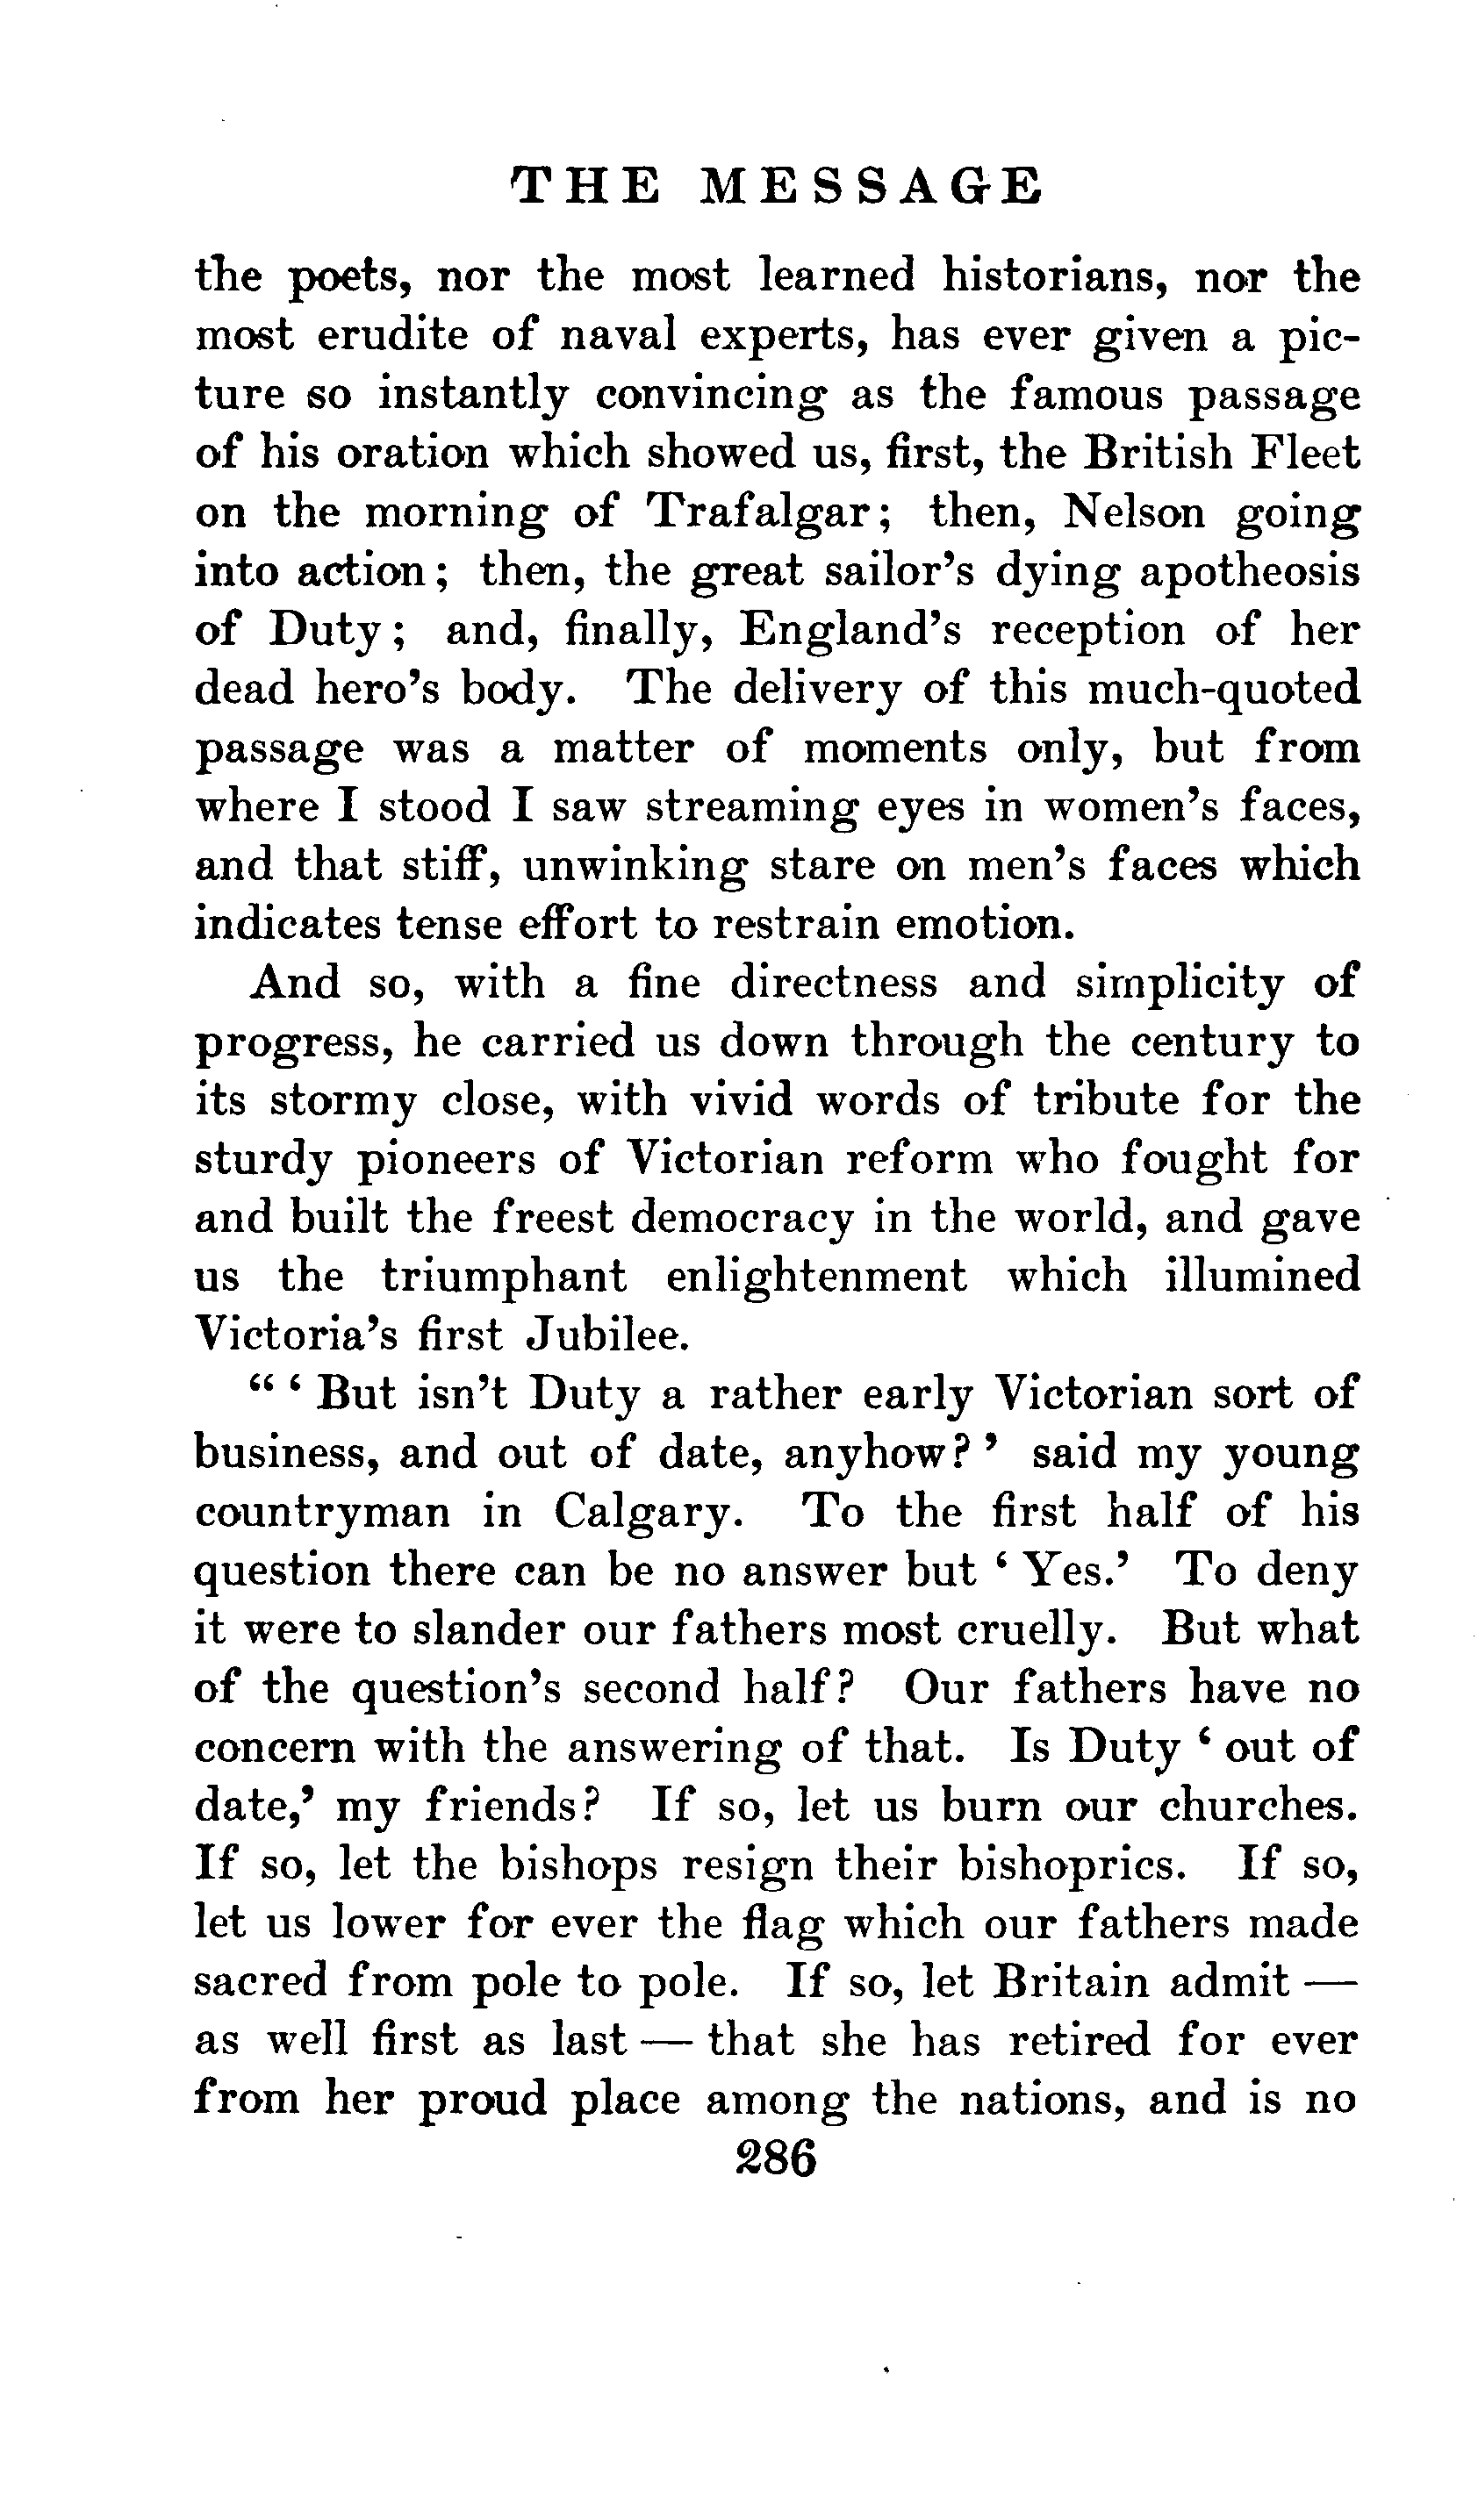 THE MESSAGE
the poets, nor the most learned historians, nor the
most erudite of naval experts, has ever given a pic-
ture so instantly convincing as the famous passage
of his oration which showed us, first, the British Fleet
on the morning of Trafalgar; then, Nelson going
into action; then, the great sailor's dying apotheosis
of Duty; and, finally, England's reception of her
dead hero's body. The delivery of this much-quoted
passage was a matter of moments only, but from
where I stood I saw streaming eyes in women's faces,
and that stiff, unwinking stare on men's faces which
indicates tense effort to restrain emotion.
And so, with a fine directness and simplicity of
progress, he carried us down through the century to
its stormy close, with vivid words of tribute for the
sturdy pioneers of Victorian reform who fought for
and built the freest democracy in the world, and gave
us the triumphant enlightenment which illumined
Victoria's first Jubilee.
" ' But isn't Duty a rather early Victorian sort of
business, and out of date, anyhow? ' said my young
countryman in Calgary. To the first half of his
question there can be no answer but ' Yes.' To deny
it were to slander our fathers most cruelly. But what
of the question's second half? Our fathers have no
concern with the answering of that. Is Duty ' out of
date,' my friends? If so, let us burn our churches.
If so, let the bishops resign their bishoprics. If so,
let us lower for ever the flag which our fathers made
sacred from pole to pole. If so, let Britain admit —
as well first as last — that she has retired for ever
from her proud place among the nations, and is no
286